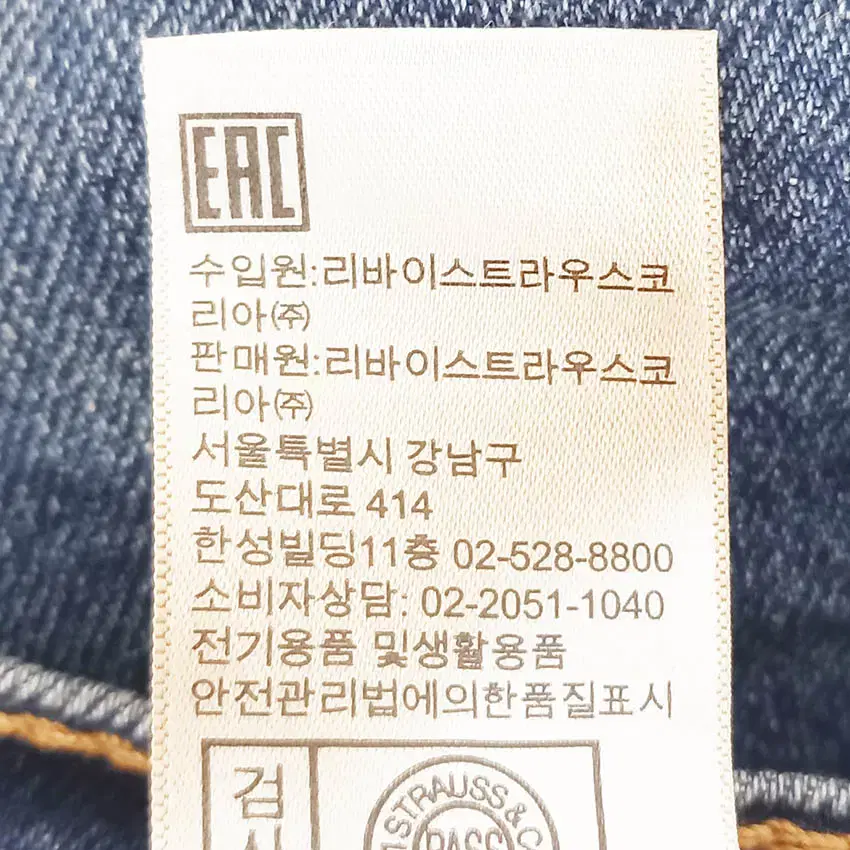 EAC
수입원:리바이스트라우스코
리아㈜
판매원:리바이스트라우스코
리아㈜
서울특별시 강남구
도산대로 414
한성빌딩11층 02-528-8800
소비자상담: 02-2051-1040
전기용품 및생활용품
안전관리법에의한품질표시
검
STRAUSS & C
PASS